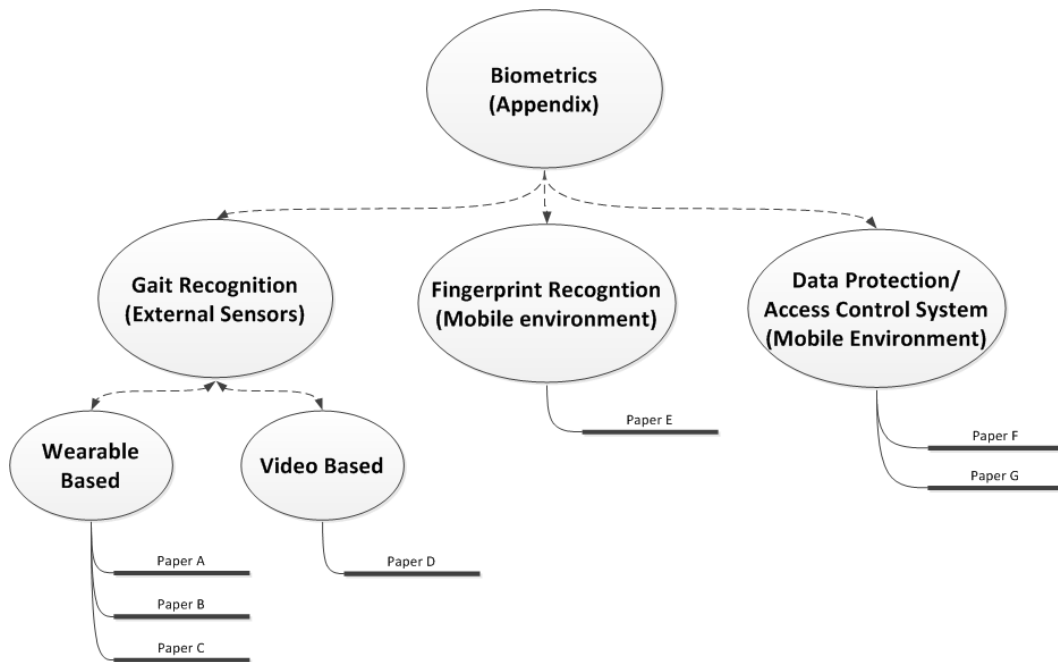 Biometrics
(Appendix)
Gait Recognition
(External Sensors)
Fingerprint Recogntion
(Mobile environment)
Data Protection/
Access Control System
(Mobile Environment)
Wearable
Based
Video Based
Paper A
Paper B
Paper C
Paper D
Paper E
Paper F
Paper G